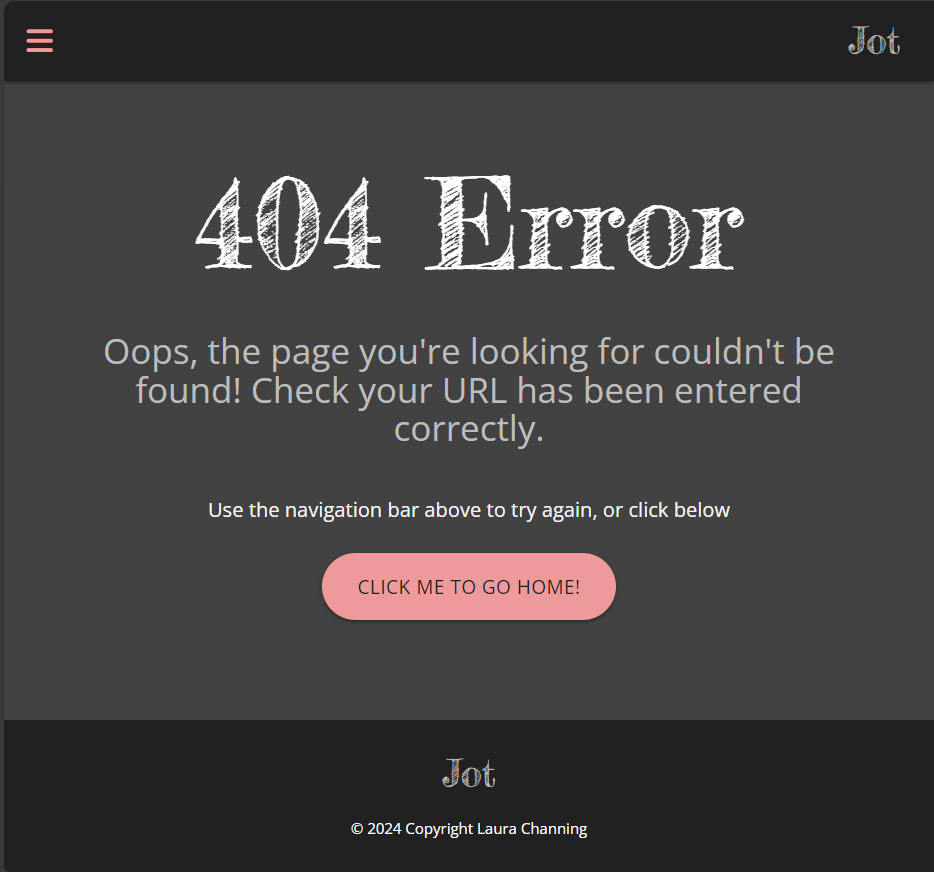 Jot
404 Error
Oops, the page you're looking for couldn't be
found! Check your URL has been entered
correctly.
Use the navigation bar above to try again, or click below
CLICK ME TO GO HOME!
Jot
© 2024 Copyright Laura Channing